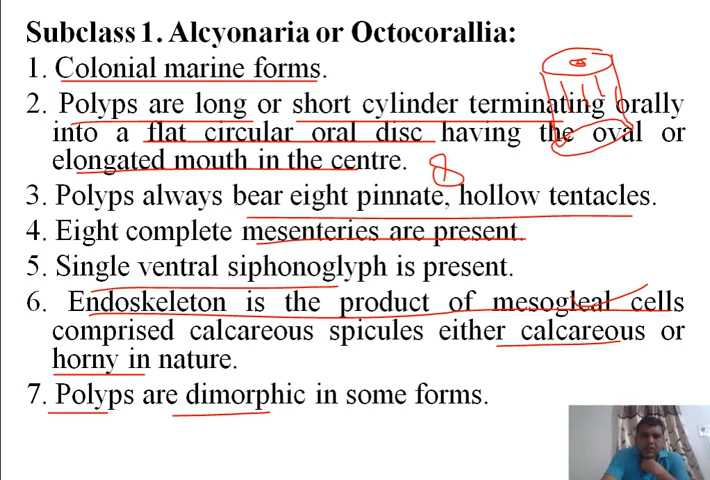 Subclass 1. Alcyonaria or Octocorallia:
1. Colonial marine forms.
2. Polyps are long or short cylinder terminating orally
into a flat circular oral disc having the oval or
elongated mouth in the centre.
8
3. Polyps always bear eight pinnate, hollow tentacles.
4. Eight complete mesenteries are present.
5. Single ventral siphonoglyph is present.
6. Endoskeleton is the product of mesogleal cells
comprised calcareous spicules either calcareous or
horny in nature.
7. Polyps are dimorphic in some forms.